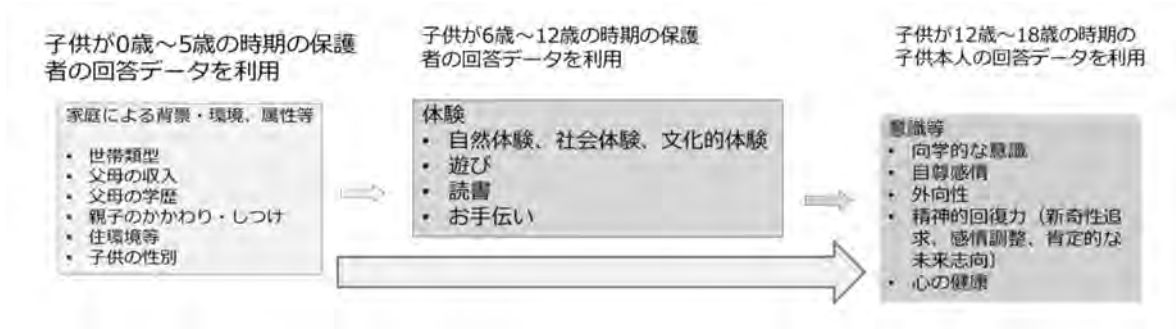 子供が0歳～5歳の時期の保護
者の回答データを利用
家庭による背景・環境、属性等
• 世帯類型
• 父母の収入
• 父母の学歴
• 親子のかかわり・しつけ
• 住環境等
• 子供の性別
子供が6歳～12歳の時期の保護
者の回答データを利用
体験
• 自然体験、社会体験、文化的体験
• 遊び
• 読書
• お手伝い
子供が12歳～18歳の時期の
子供本人の回答データを利用
意識等
• 向学的な意識
• 自尊感情
• 外向性
• 精神的回復力（新奇性追
求、感情調整、肯定的な
未来志向）
• 心の健康